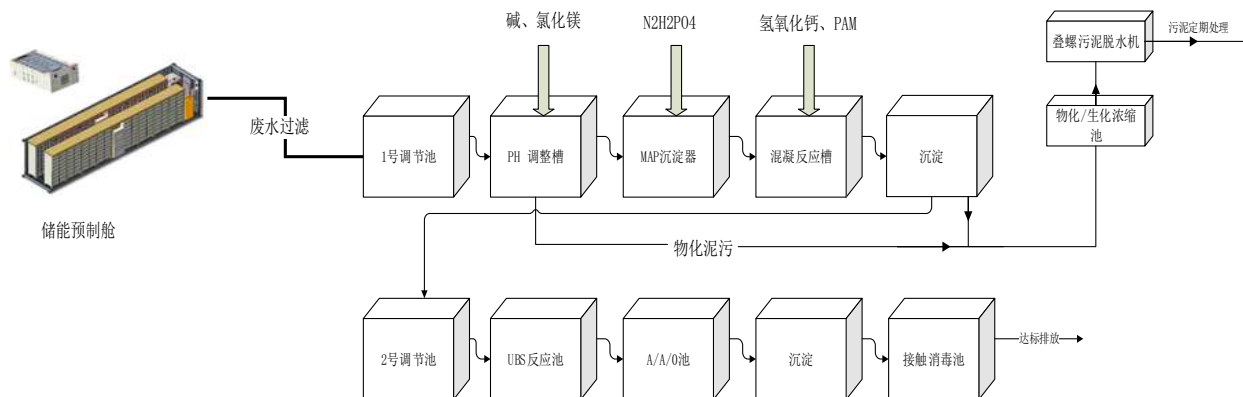 碱、氯化镁
N2H2PO4
氢氧化钙、PAM
叠螺污泥脱水机
污泥定期处理
废水过滤
物化/生化浓缩
池
1号调节池
PH 调整槽
MAP沉淀器
混凝反应槽
沉淀
储能预制舱
物化泥污
2号调节池
UBS反应池
A/A/O池
沉淀
接触消毒池
达标排放